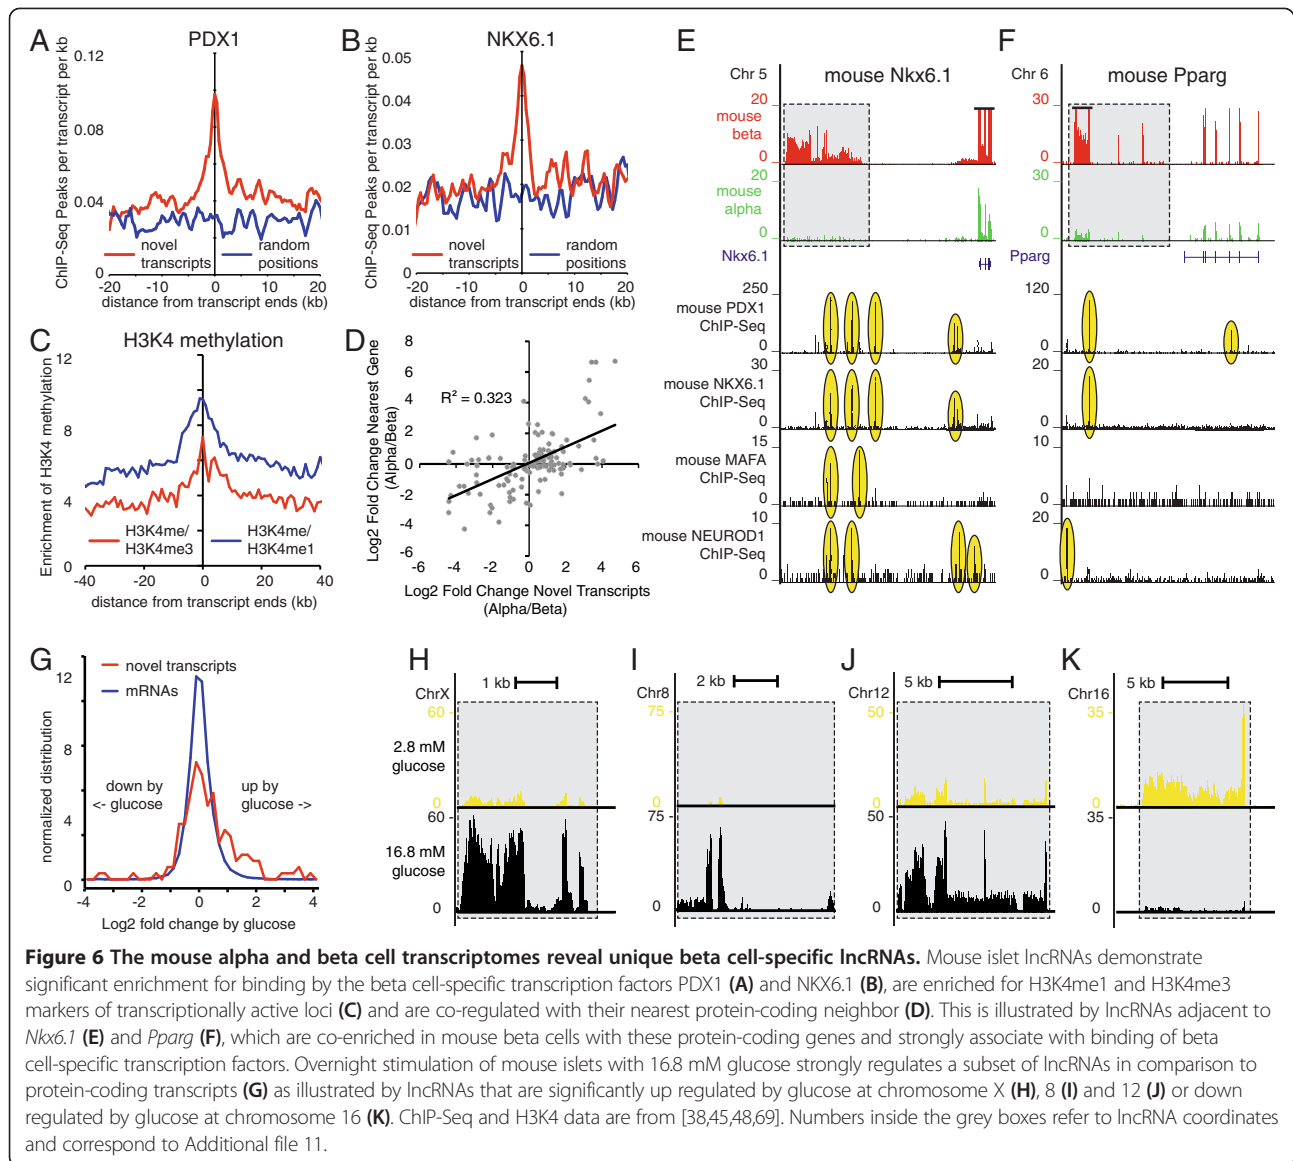 A
PDX1
ChIP-Seq Peaks per transcript per kb
0.12
0.08
0.04
0
novel transcripts
random positions
-20
-10
0
10
20
distance from transcript ends (kb)
B
NKX6.1
ChIP-Seq Peaks per transcript per kb
0.05
0.04
0.03
0.02
0.01
0
novel transcripts
random positions
-20
-10
0
10
20
distance from transcript ends (kb)
C
H3K4 methylation
Enrichment of H3K4 methylation
12
8
6
4
2
0
H3K4me/
H3K4me3
H3K4me/
H3K4me1
-40
-20
0
20
40
distance from transcript ends (kb)
D
Log2 Fold Change Nearest Gene
(Alpha/Beta)
8
6
4
2
0
-2
-4
-6
R² = 0.323
-6
-4
-2
0
2
4
6
Log2 Fold Change Novel Transcripts
(Alpha/Beta)
E
Chr 5
mouse Nkx6.1
20
mouse
beta
0
20
mouse
alpha
0
Nkx6.1
250
mouse PDX1
ChIP-Seq
0
30
mouse NKX6.1
ChIP-Seq
0
15
mouse MAFA
ChIP-Seq
0
10
mouse NEUROD1
ChIP-Seq
0
F
Chr 6
mouse Pparg
30
0
30
0
Pparg
120
0
20
0
10
0
20
0
G
novel transcripts
mRNAs
normalized distribution
12
8
4
0
down by
<- glucose
up by
glucose ->
-4
-2
0
2
4
Log2 fold change by glucose
H
1 kb
ChrX
60
2.8 mM
glucose
0
60
16.8 mM
glucose
0
I
2 kb
Chr8
75
0
75
0
J
5 kb
Chr12
50
0
50
0
K
5 kb
Chr16
35
0
35
0
Figure 6 The mouse alpha and beta cell transcriptomes reveal unique beta cell-specific lncRNAs. Mouse islet lncRNAs demonstrate
significant enrichment for binding by the beta cell-specific transcription factors PDX1 (A) and NKX6.1 (B), are enriched for H3K4me1 and H3K4me3
markers of transcriptionally active loci (C) and are co-regulated with their nearest protein-coding neighbor (D). This is illustrated by lncRNAs adjacent to
Nkx6.1 (E) and Pparg (F), which are co-enriched in mouse beta cells with these protein-coding genes and strongly associate with binding of beta
cell-specific transcription factors. Overnight stimulation of mouse islets with 16.8 mM glucose strongly regulates a subset of lncRNAs in comparison to
protein-coding transcripts (G) as illustrated by lncRNAs that are significantly up regulated by glucose at chromosome X (H), 8 (I) and 12 (J) or down
regulated by glucose at chromosome 16 (K). ChIP-Seq and H3K4 data are from [38,45,48,69]. Numbers inside the grey boxes refer to lncRNA coordinates
and correspond to Additional file 11.